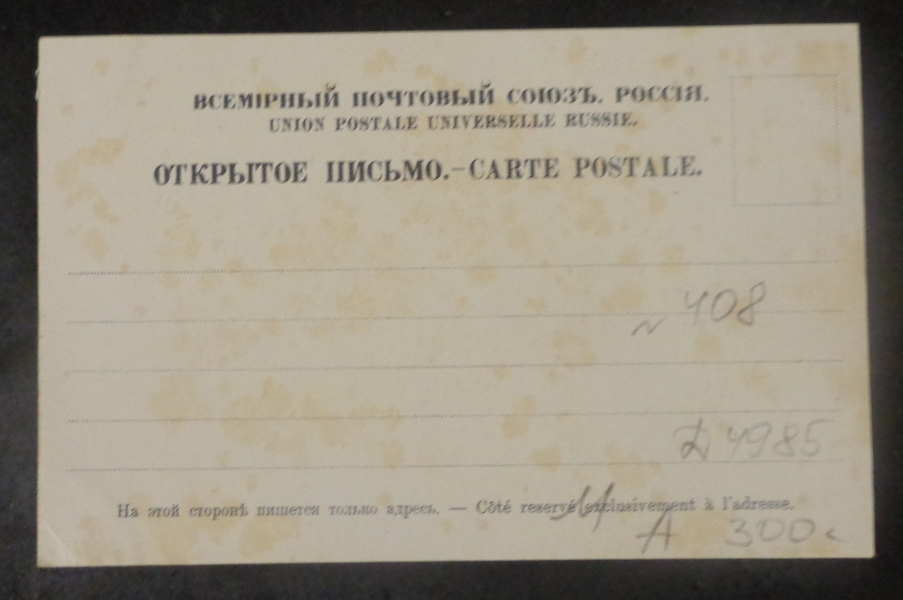 ВСЕМІРНЫЙ ПОЧТОВЫЙ СОЮЗЪ. РОССІЯ.
UNION POSTALE UNIVERSELLE RUSSIE.
ОТКРЫТОЕ ПИСЬМО.-CARTE POSTALE.
408
Д 4985
На этой сторонѣ пишется только адресъ. — Côté reservé exclusivement à l'adresse.
А 300